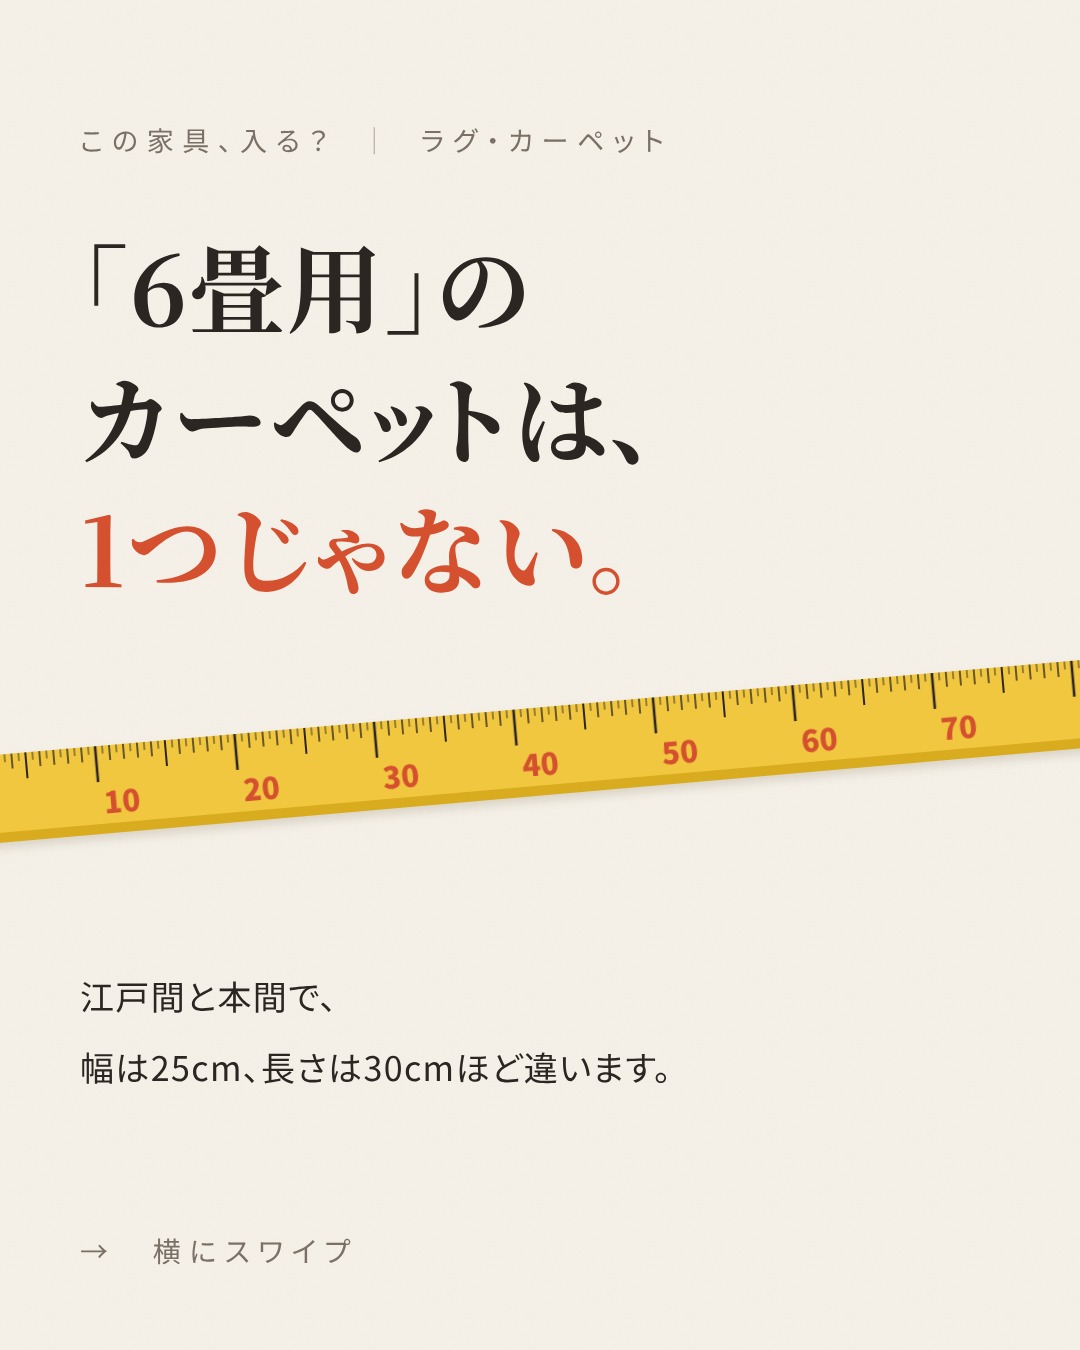 この家具、入る？ ｜ ラグ・カーペット
「6畳用」の
カーペットは、
1つじゃない。
10 20 30 40 50 60 70
江戸間と本間で、
幅は25cm、長さは30cmほど違います。
→ 横にスワイプ